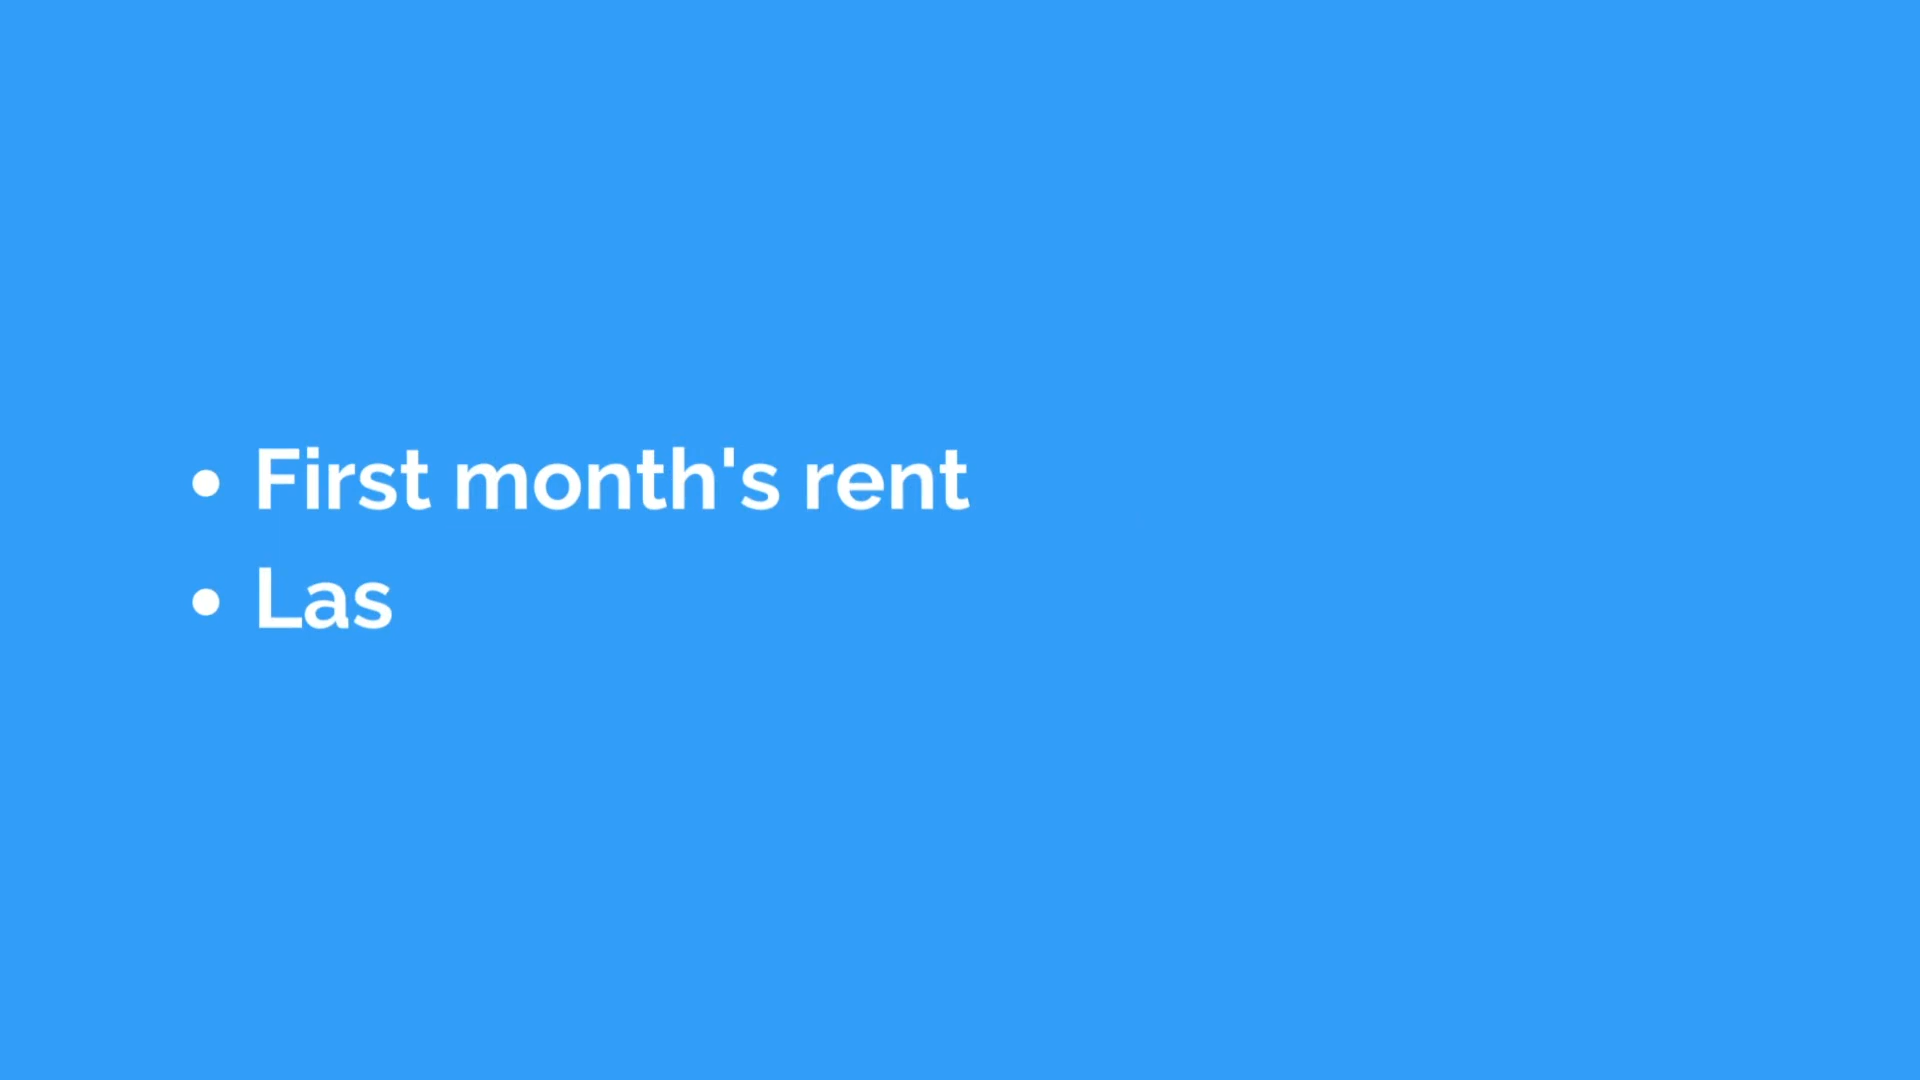 • First month's rent
• Las